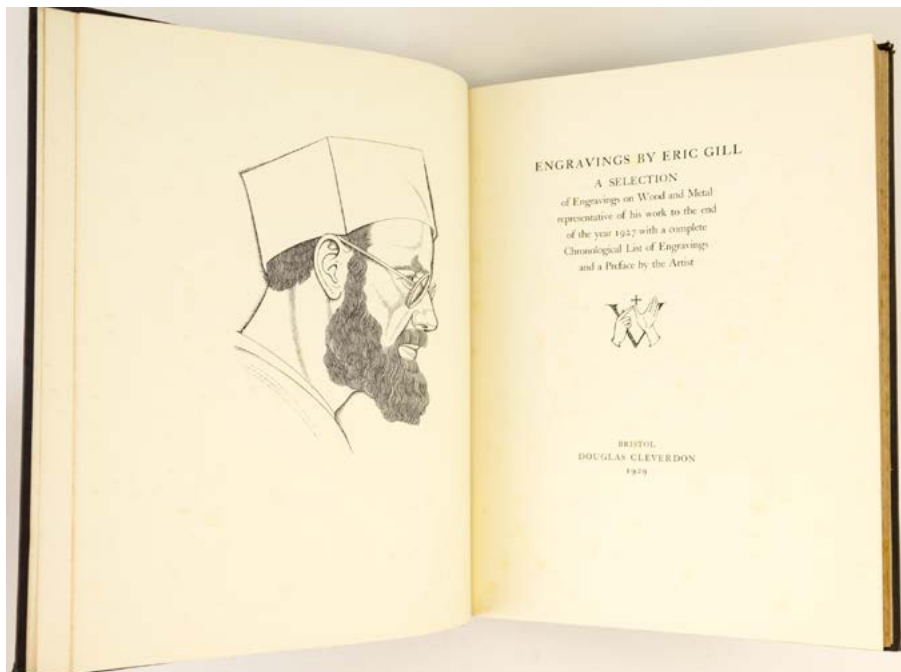 ENGRAVINGS BY ERIC GILL
A SELECTION
of Engravings on Wood and Metal
representative of his work to the end
of the year 1927 with a complete
Chronological List of Engravings
and a Preface by the Artist
BRISTOL
DOUGLAS CLEVERDON
1929